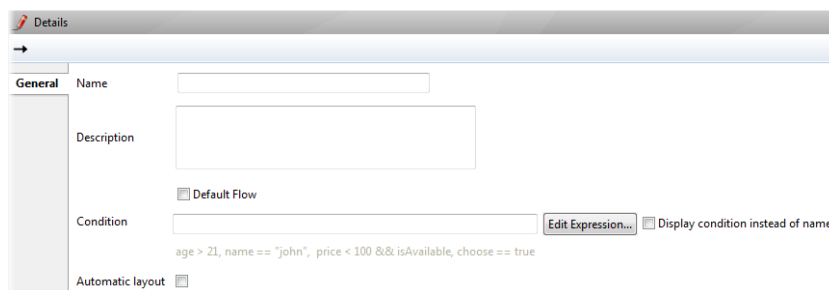 Details
General
Name
Description
Default Flow
Condition
Edit Expression...
Display condition instead of name
age > 21, name == "john", price < 100 && isAvailable, choose == true
Automatic layout